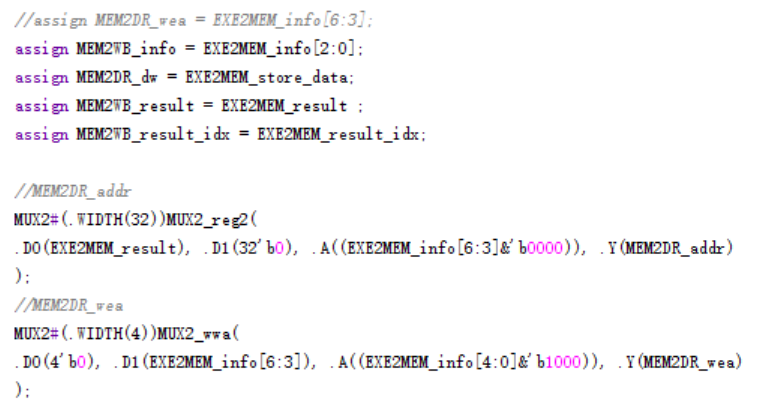 //assign MEM2DR_wea = EXE2MEM_info[6:3];
assign MEM2WB_info = EXE2MEM_info[2:0];
assign MEM2DR_dw = EXE2MEM_store_data;
assign MEM2WB_result = EXE2MEM_result ;
assign MEM2WB_result_idx = EXE2MEM_result_idx;
//MEM2DR_addr
MUX2#(.WIDTH(32))MUX2_reg2(
.D0(EXE2MEM_result), .D1(32'b0), .A((EXE2MEM_info[6:3]&'b0000)), .Y(MEM2DR_addr)
);
//MEM2DR_wea
MUX2#(.WIDTH(4))MUX2_wwa(
.D0(4'b0), .D1(EXE2MEM_info[6:3]), .A((EXE2MEM_info[4:0]&'b1000)), .Y(MEM2DR_wea)
);